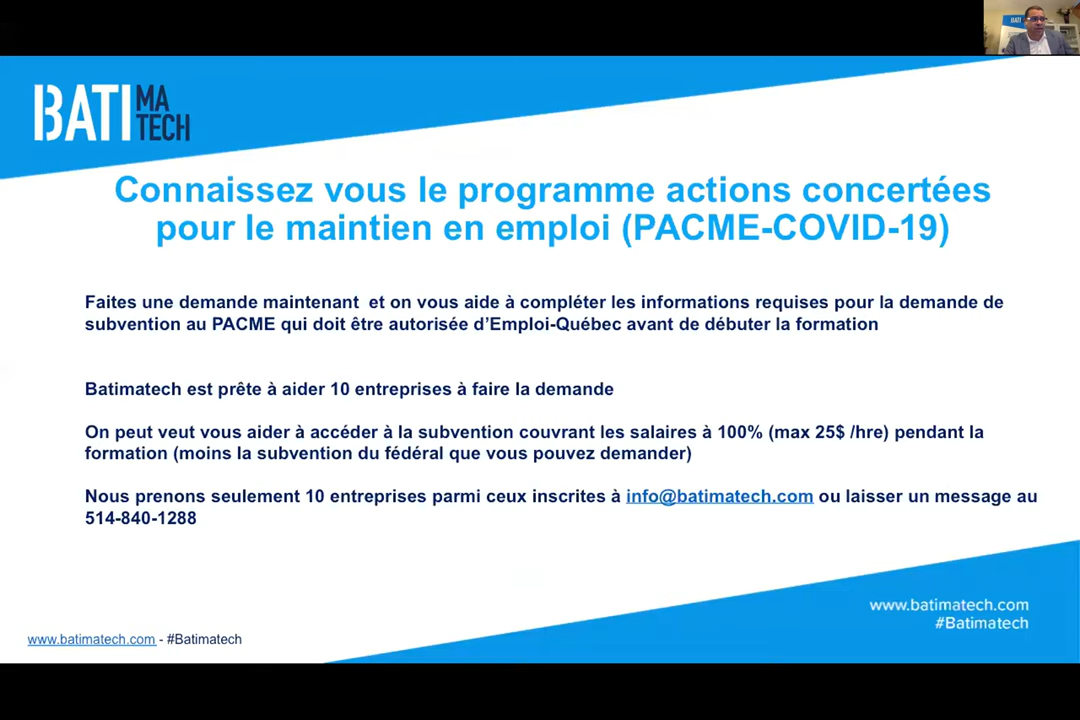 BATI MA TECH
BATI
Connaissez vous le programme actions concertées
pour le maintien en emploi (PACME-COVID-19)
Faites une demande maintenant et on vous aide à compléter les informations requises pour la demande de
subvention au PACME qui doit être autorisée d'Emploi-Québec avant de débuter la formation
Batimatech est prête à aider 10 entreprises à faire la demande
On peut veut vous aider à accéder à la subvention couvrant les salaires à 100% (max 25$ /hre) pendant la
formation (moins la subvention du fédéral que vous pouvez demander)
Nous prenons seulement 10 entreprises parmi ceux inscrites à info@batimatech.com ou laisser un message au
514-840-1288
www.batimatech.com
#Batimatech
www.batimatech.com - #Batimatech